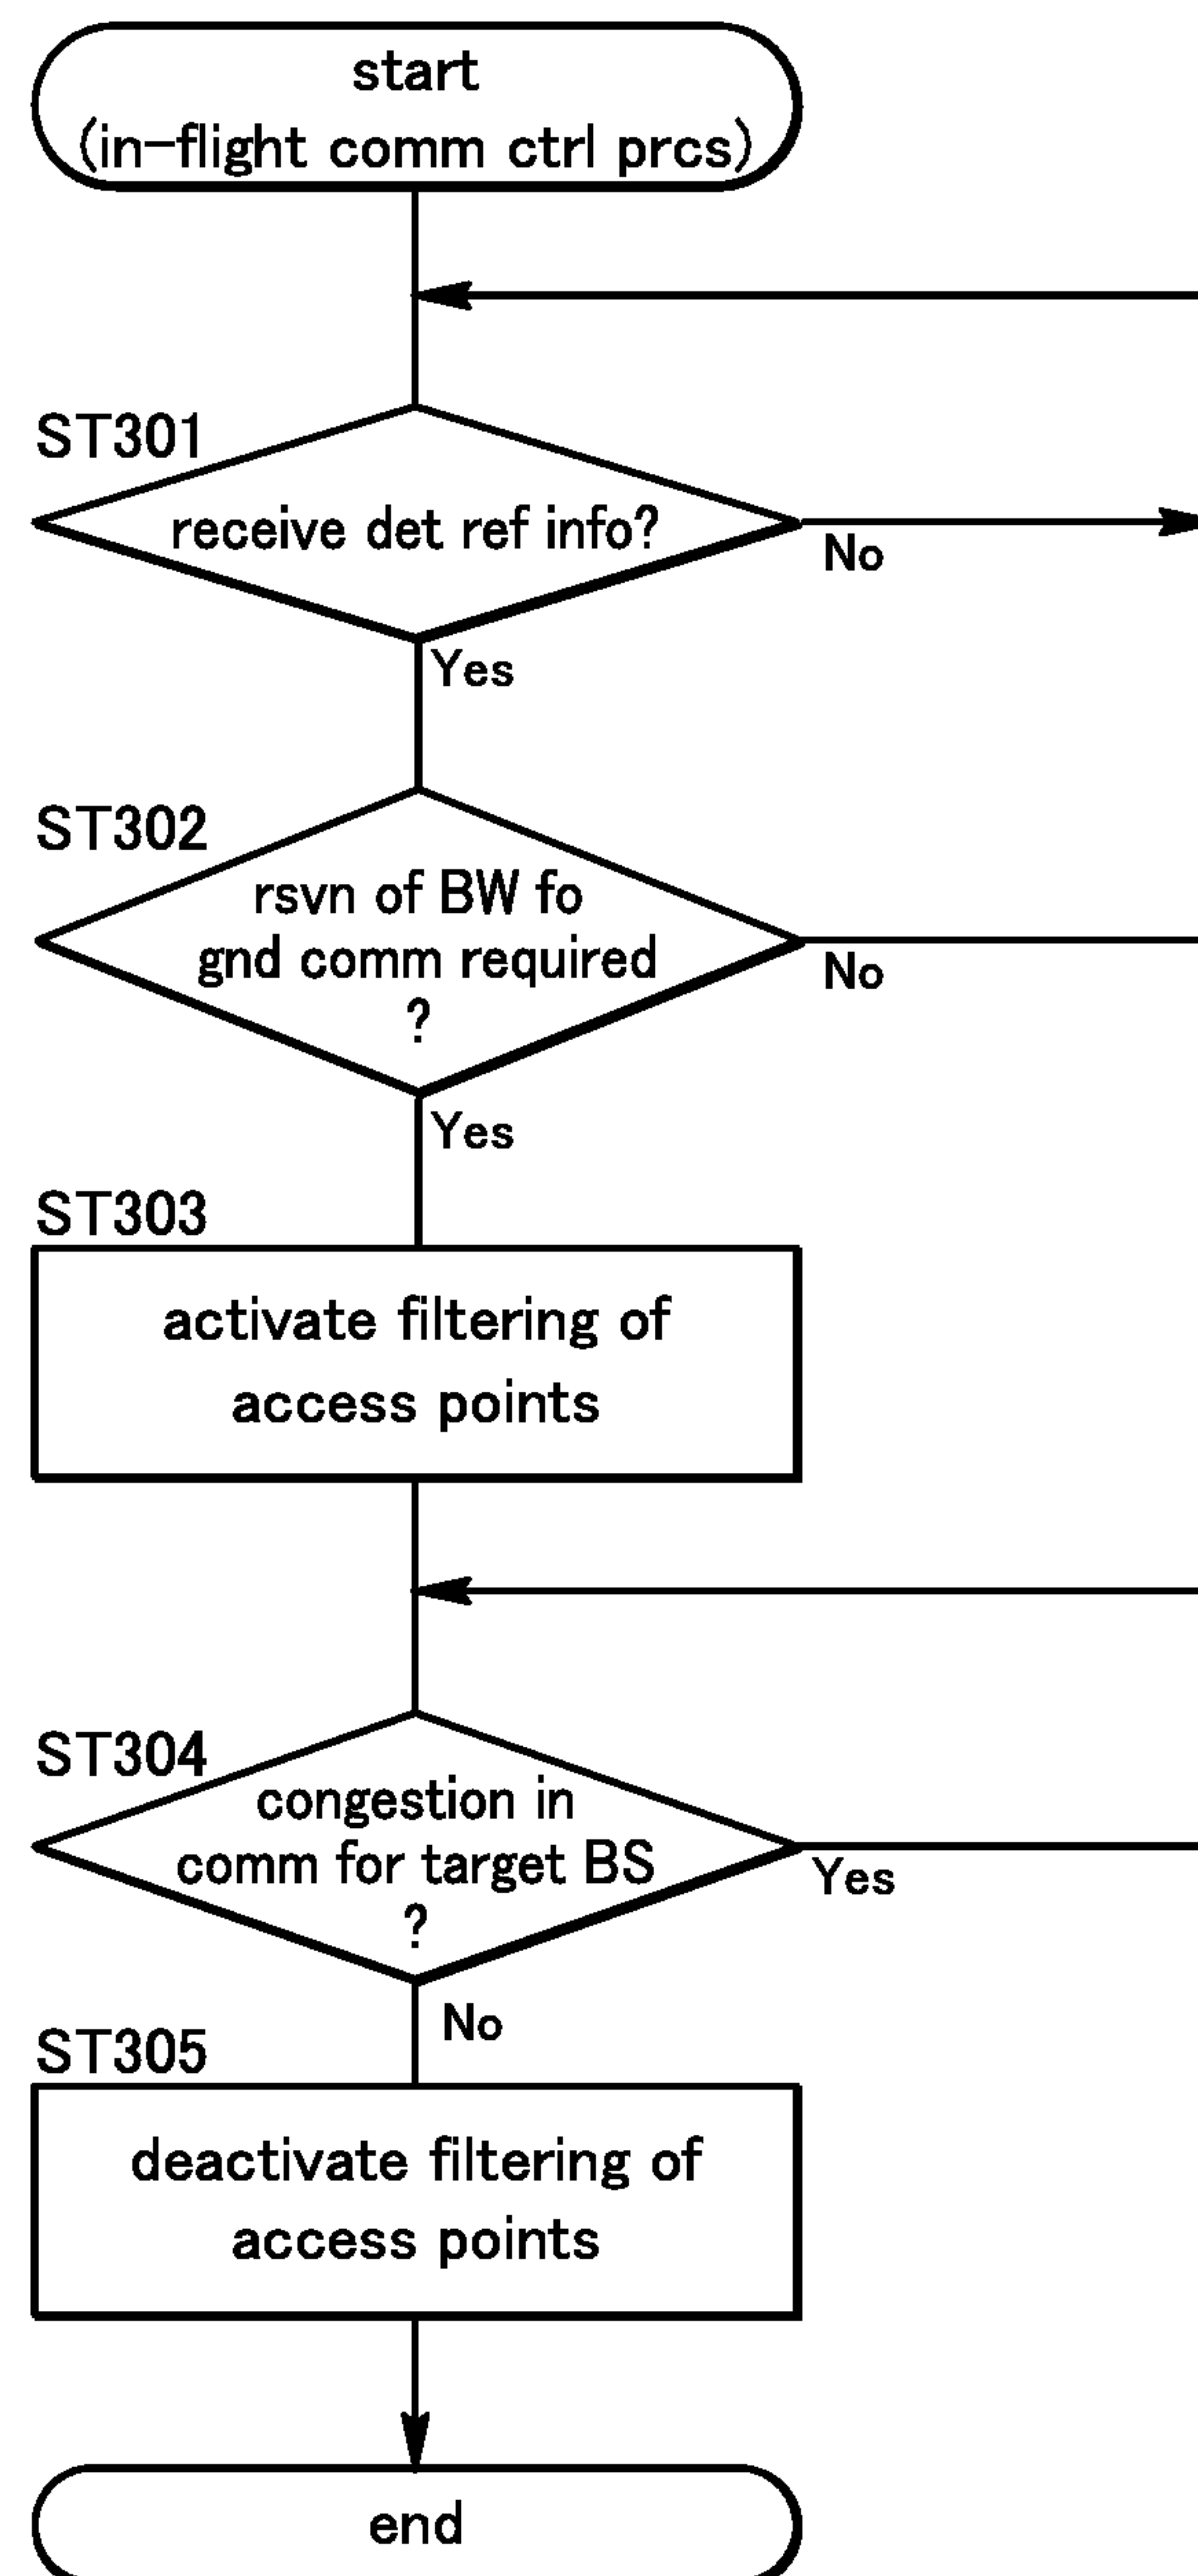 start
(in-flight comm ctrl prcs)
ST301
receive det ref info?
No
Yes
ST302
rsvn of BW fo
gnd comm required
?
No
Yes
ST303
activate filtering of
access points
ST304
congestion in
comm for target BS
?
Yes
No
ST305
deactivate filtering of
access points
end